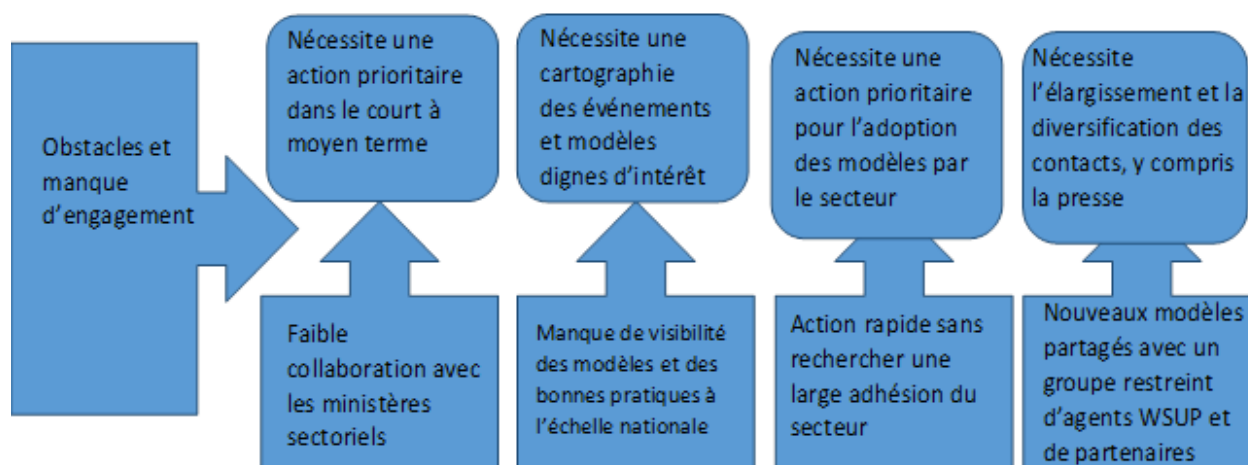 Obstacles et
manque
d'engagement
Nécessite une
action prioritaire
dans le court à
moyen terme
Nécessite une
cartographie
des événements
et modèles
dignes d'intérêt
Nécessite une
action prioritaire
pour l'adoption
des modèles par
le secteur
Nécessite
l'élargissement et la
diversification des
contacts, y compris
la presse
Faible
collaboration avec
les ministères
sectoriels
Manque de visibilité
des modèles et des
bonnes pratiques à
l'échelle nationale
Action rapide sans
rechercher une
large adhésion du
secteur
Nouveaux modèles
partagés avec un
groupe restreint
d'agents WSUP et
de partenaires